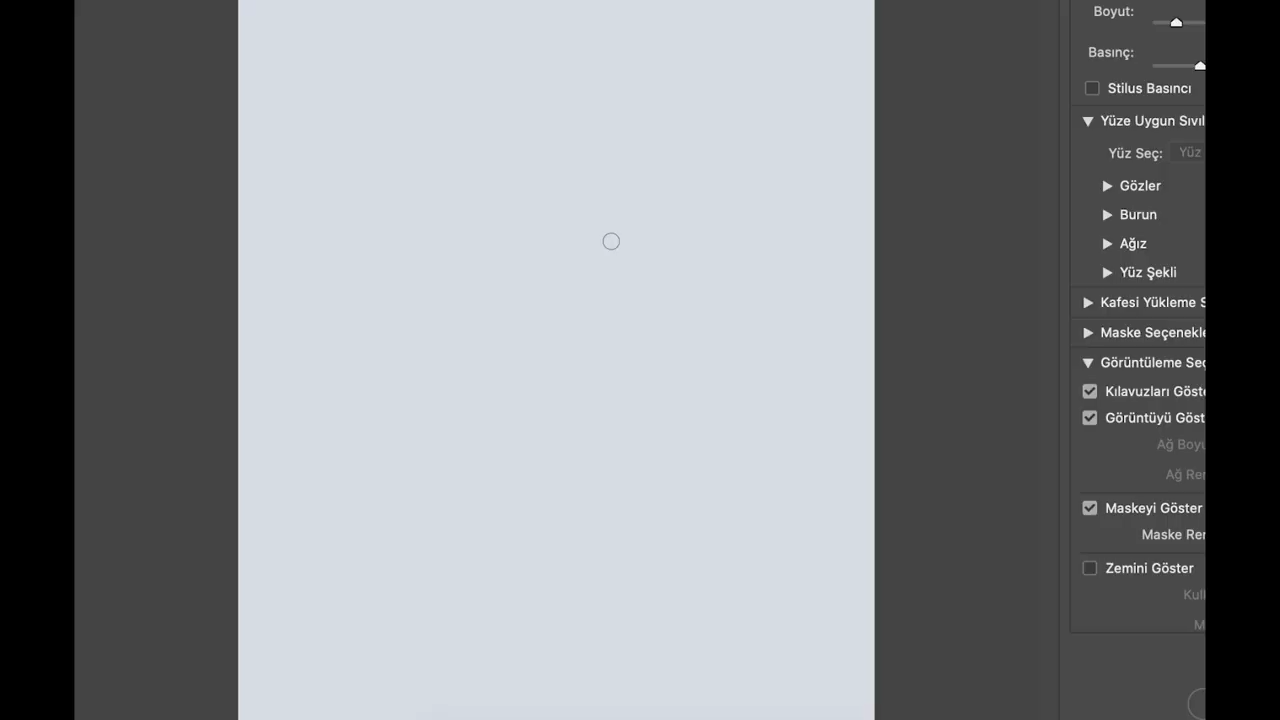 Boyut:
Basınç:
Stilus Basıncı
Yüze Uygun Sıvıl
Yüz Seç: Yüz
Gözler
Burun
Ağız
Yüz Şekli
Kafesi Yükleme S
Maske Seçenekle
Görüntüleme Seç
Kılavuzları Göste
Görüntüyü Göst
Ağ Boyu
Ağ Ren
Maskeyi Göster
Maske Ren
Zemini Göster
Kull
M